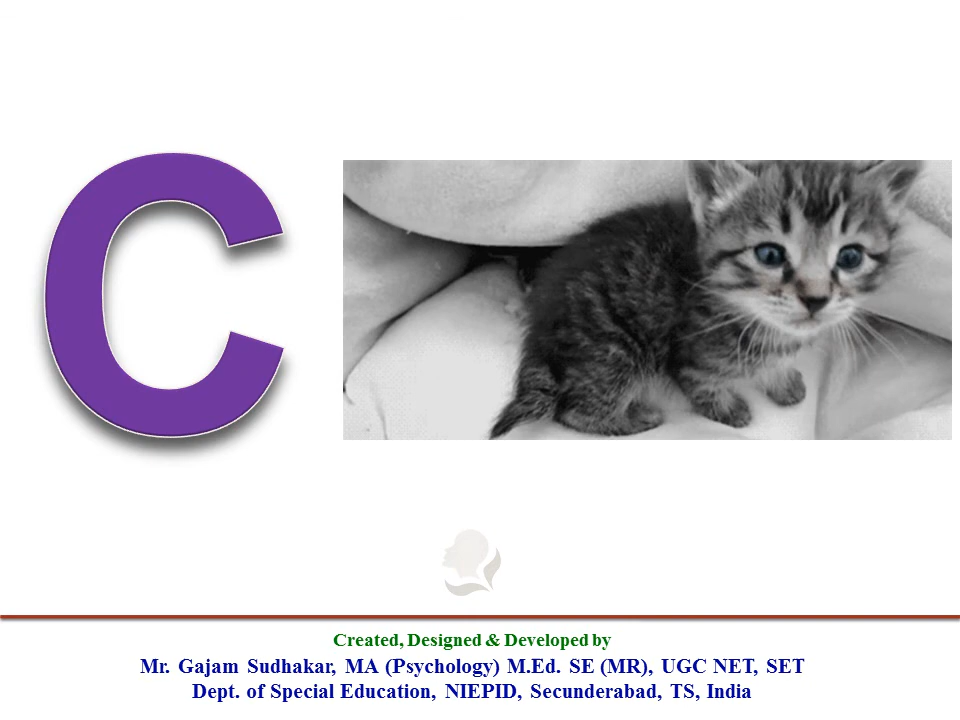 C
Created, Designed & Developed by
Mr. Gajam Sudhakar, MA (Psychology) M.Ed. SE (MR), UGC NET, SET
Dept. of Special Education, NIEPID, Secunderabad, TS, India